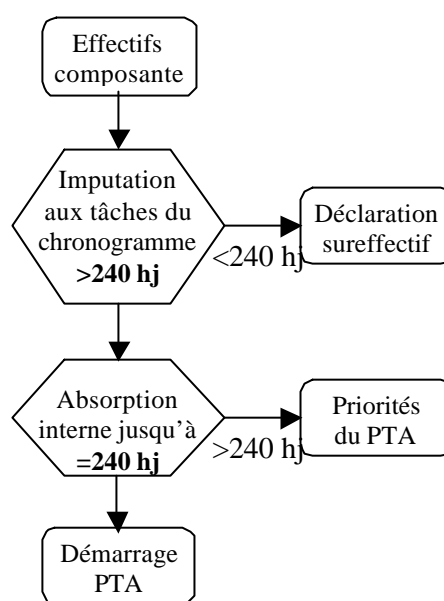 Effectifs
composante
Imputation
aux tâches du
chronogramme
>240 hj
<240 hj
Déclaration
sureffectif
Absorption
interne jusqu’à
=240 hj
>240 hj
Priorités
du PTA
Démarrage
PTA